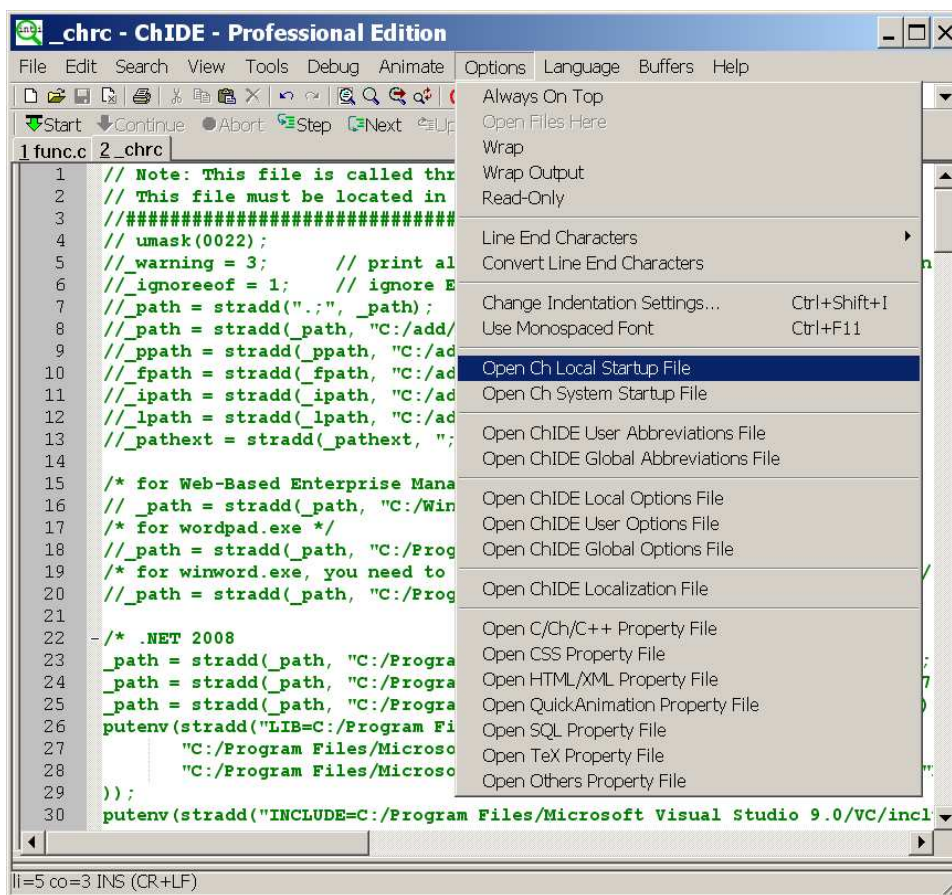 _chrc - ChIDE - Professional Edition
File Edit Search View Tools Debug Animate Options Language Buffers Help
Start Continue Abort Step Next
1 func.c 2 _chrc
Always On Top
Open Files Here
Wrap
Wrap Output
Read-Only
Line End Characters
Convert Line End Characters
Change Indentation Settings... Ctrl+Shift+I
Use Monospaced Font Ctrl+F11
Open Ch Local Startup File
Open Ch System Startup File
Open ChIDE User Abbreviations File
Open ChIDE Global Abbreviations File
Open ChIDE Local Options File
Open ChIDE User Options File
Open ChIDE Global Options File
Open ChIDE Localization File
Open C/Ch/C++ Property File
Open CSS Property File
Open HTML/XML Property File
Open QuickAnimation Property File
Open SQL Property File
Open TeX Property File
Open Others Property File
1 // Note: This file is called thr
2 // This file must be located in
3 //################################
4 // umask(0022);
5 //_warning = 3; // print al
6 //_ignoreeof = 1; // ignore E
7 //_path = stradd(".;", _path);
8 //_path = stradd(_path, "C:/add/
9 //_ppath = stradd(_ppath, "C:/ad
10 //_fpath = stradd(_fpath, "C:/ad
11 //_ipath = stradd(_ipath, "C:/ad
12 //_lpath = stradd(_lpath, "C:/ad
13 //_pathext = stradd(_pathext, ";
14
15 /* for Web-Based Enterprise Mana
16 // _path = stradd(_path, "C:/Win
17 /* for wordpad.exe */
18 //_path = stradd(_path, "C:/Prog
19 /* for winword.exe, you need to
20 //_path = stradd(_path, "C:/Prog
21
22 /* .NET 2008
23 _path = stradd(_path, "C:/Progra
24 _path = stradd(_path, "C:/Progra
25 _path = stradd(_path, "C:/Progra
26 putenv(stradd("LIB=C:/Program Fi
27 "C:/Program Files/Microso
28 "C:/Program Files/Microso
29 ));
30 putenv(stradd("INCLUDE=C:/Program Files/Microsoft Visual Studio 9.0/VC/incl
li=5 co=3 INS (CR+LF)